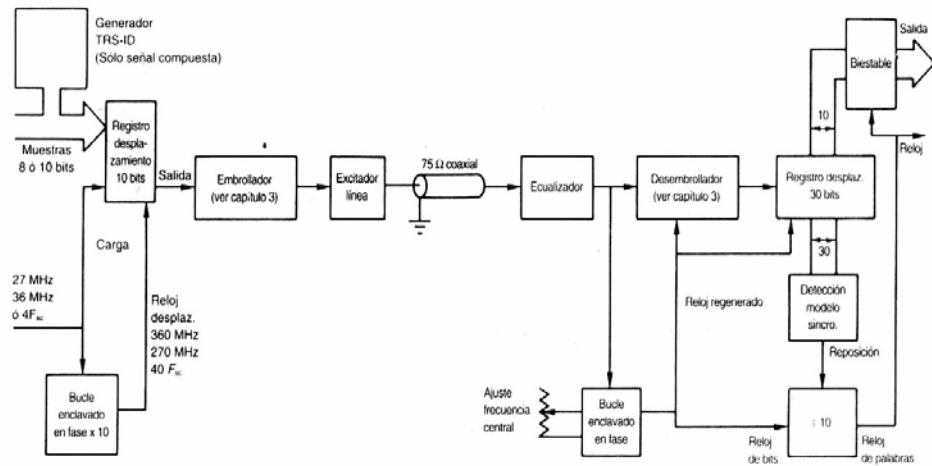 Generador
TRS-ID
(Sólo señal compuesta)
Muestras
8 ó 10 bits
Registro
despla-
zamiento
10 bits
Salida
Embrollador
(ver capítulo 3)
Excitador
línea
75 Ω coaxial
Ecualizador
Desembrollador
(ver capítulo 3)
Registro desplaz.
30 bits
10
Biestable
Salida
Reloj
Carga
27 MHz
36 MHz
ó 4Fsc
Reloj
desplaz.
360 MHz
270 MHz
40 Fsc
Bucle
enclavado
en fase x 10
Reloj regenerado
30
Detección
modelo
sincro.
Reposición
Ajuste
frecuencia
central
Bucle
enclavado
en fase
÷ 10
Reloj
de bits
Reloj
de palabras